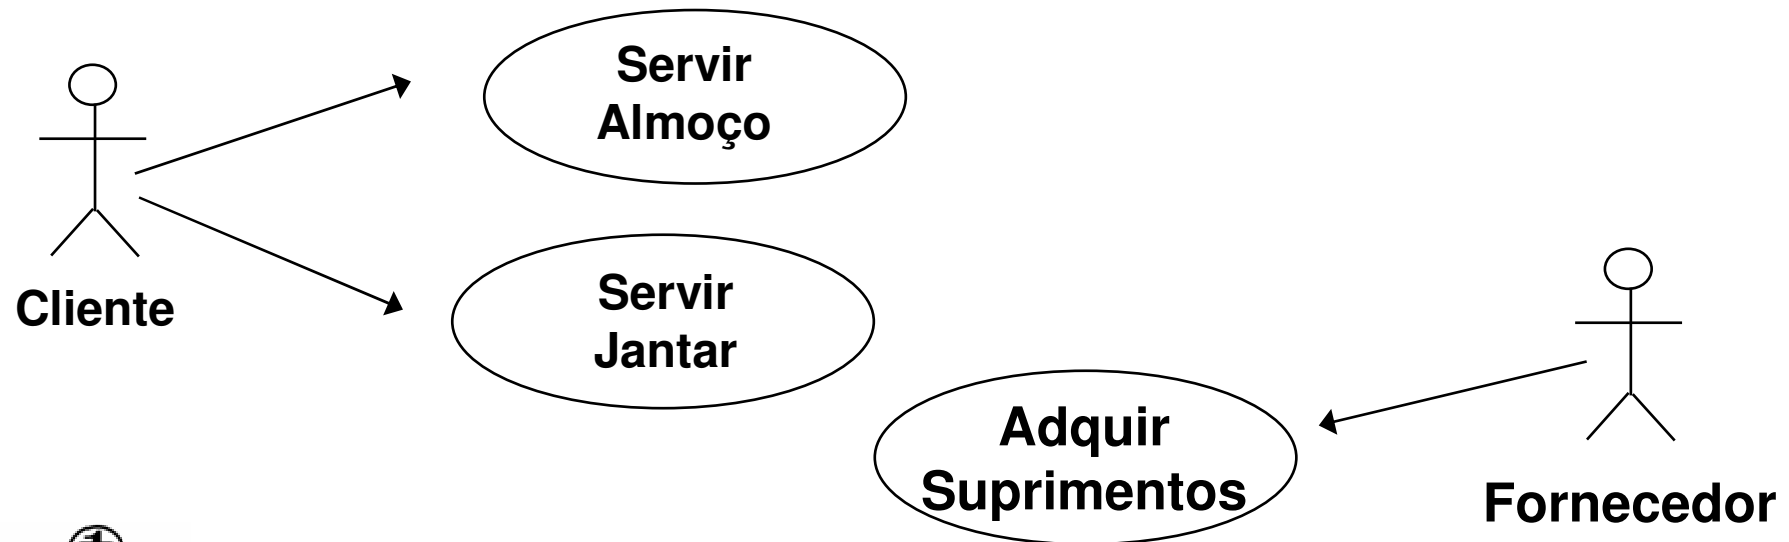 Servir
Almoço
Cliente
Servir
Jantar
Adquir
Suprimentos
Fornecedor